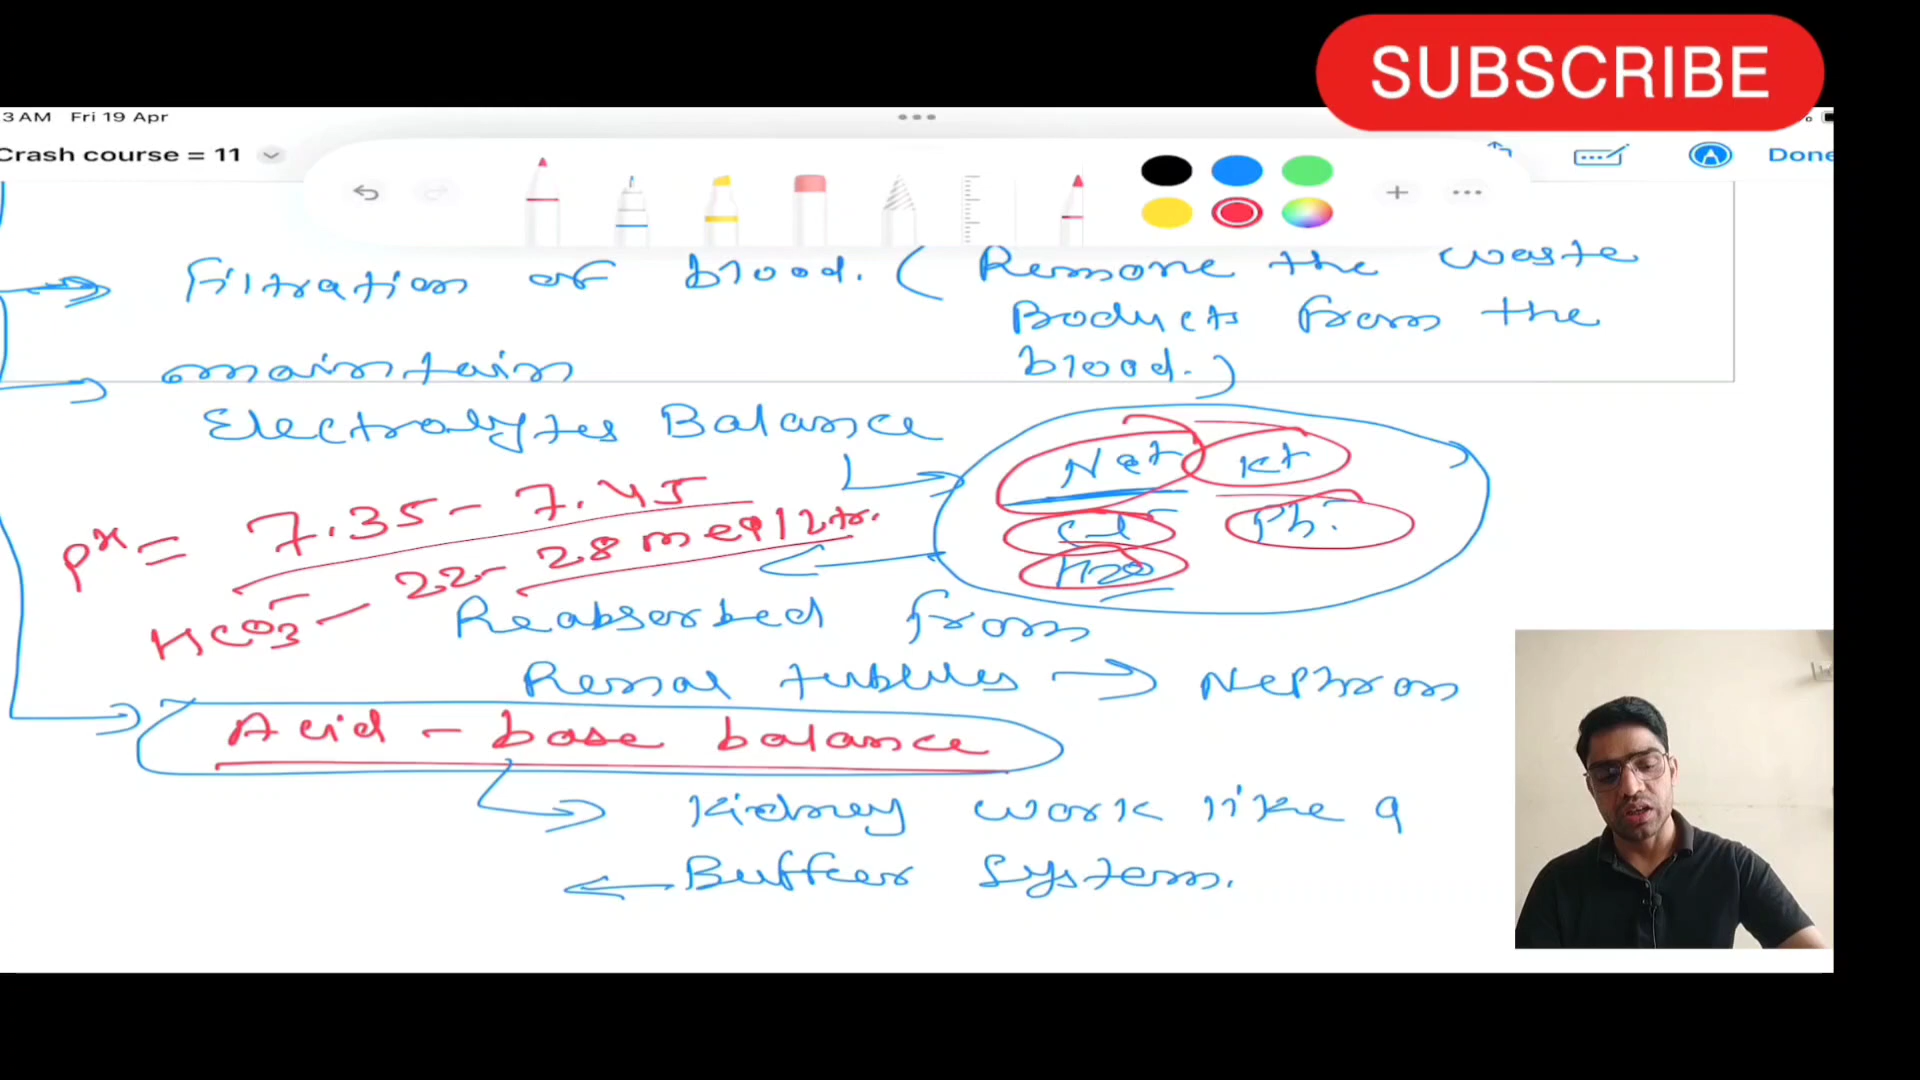 SUBSCRIBE
3 AM Fri 19 Apr
Crash course = 11
Done
Filtration of blood. (Remove the waste
Products from the
blood.)
maintain
Electrolytes Balance
Na+ K+
PH = 7.35 - 7.45
Cl- Ph.
HCO3- - 22 - 28 meq/Ltr.
H20
Reabsorbed from
Renal tubules → Nephron
Acid - base balance
Kidney work like a
Buffer System.